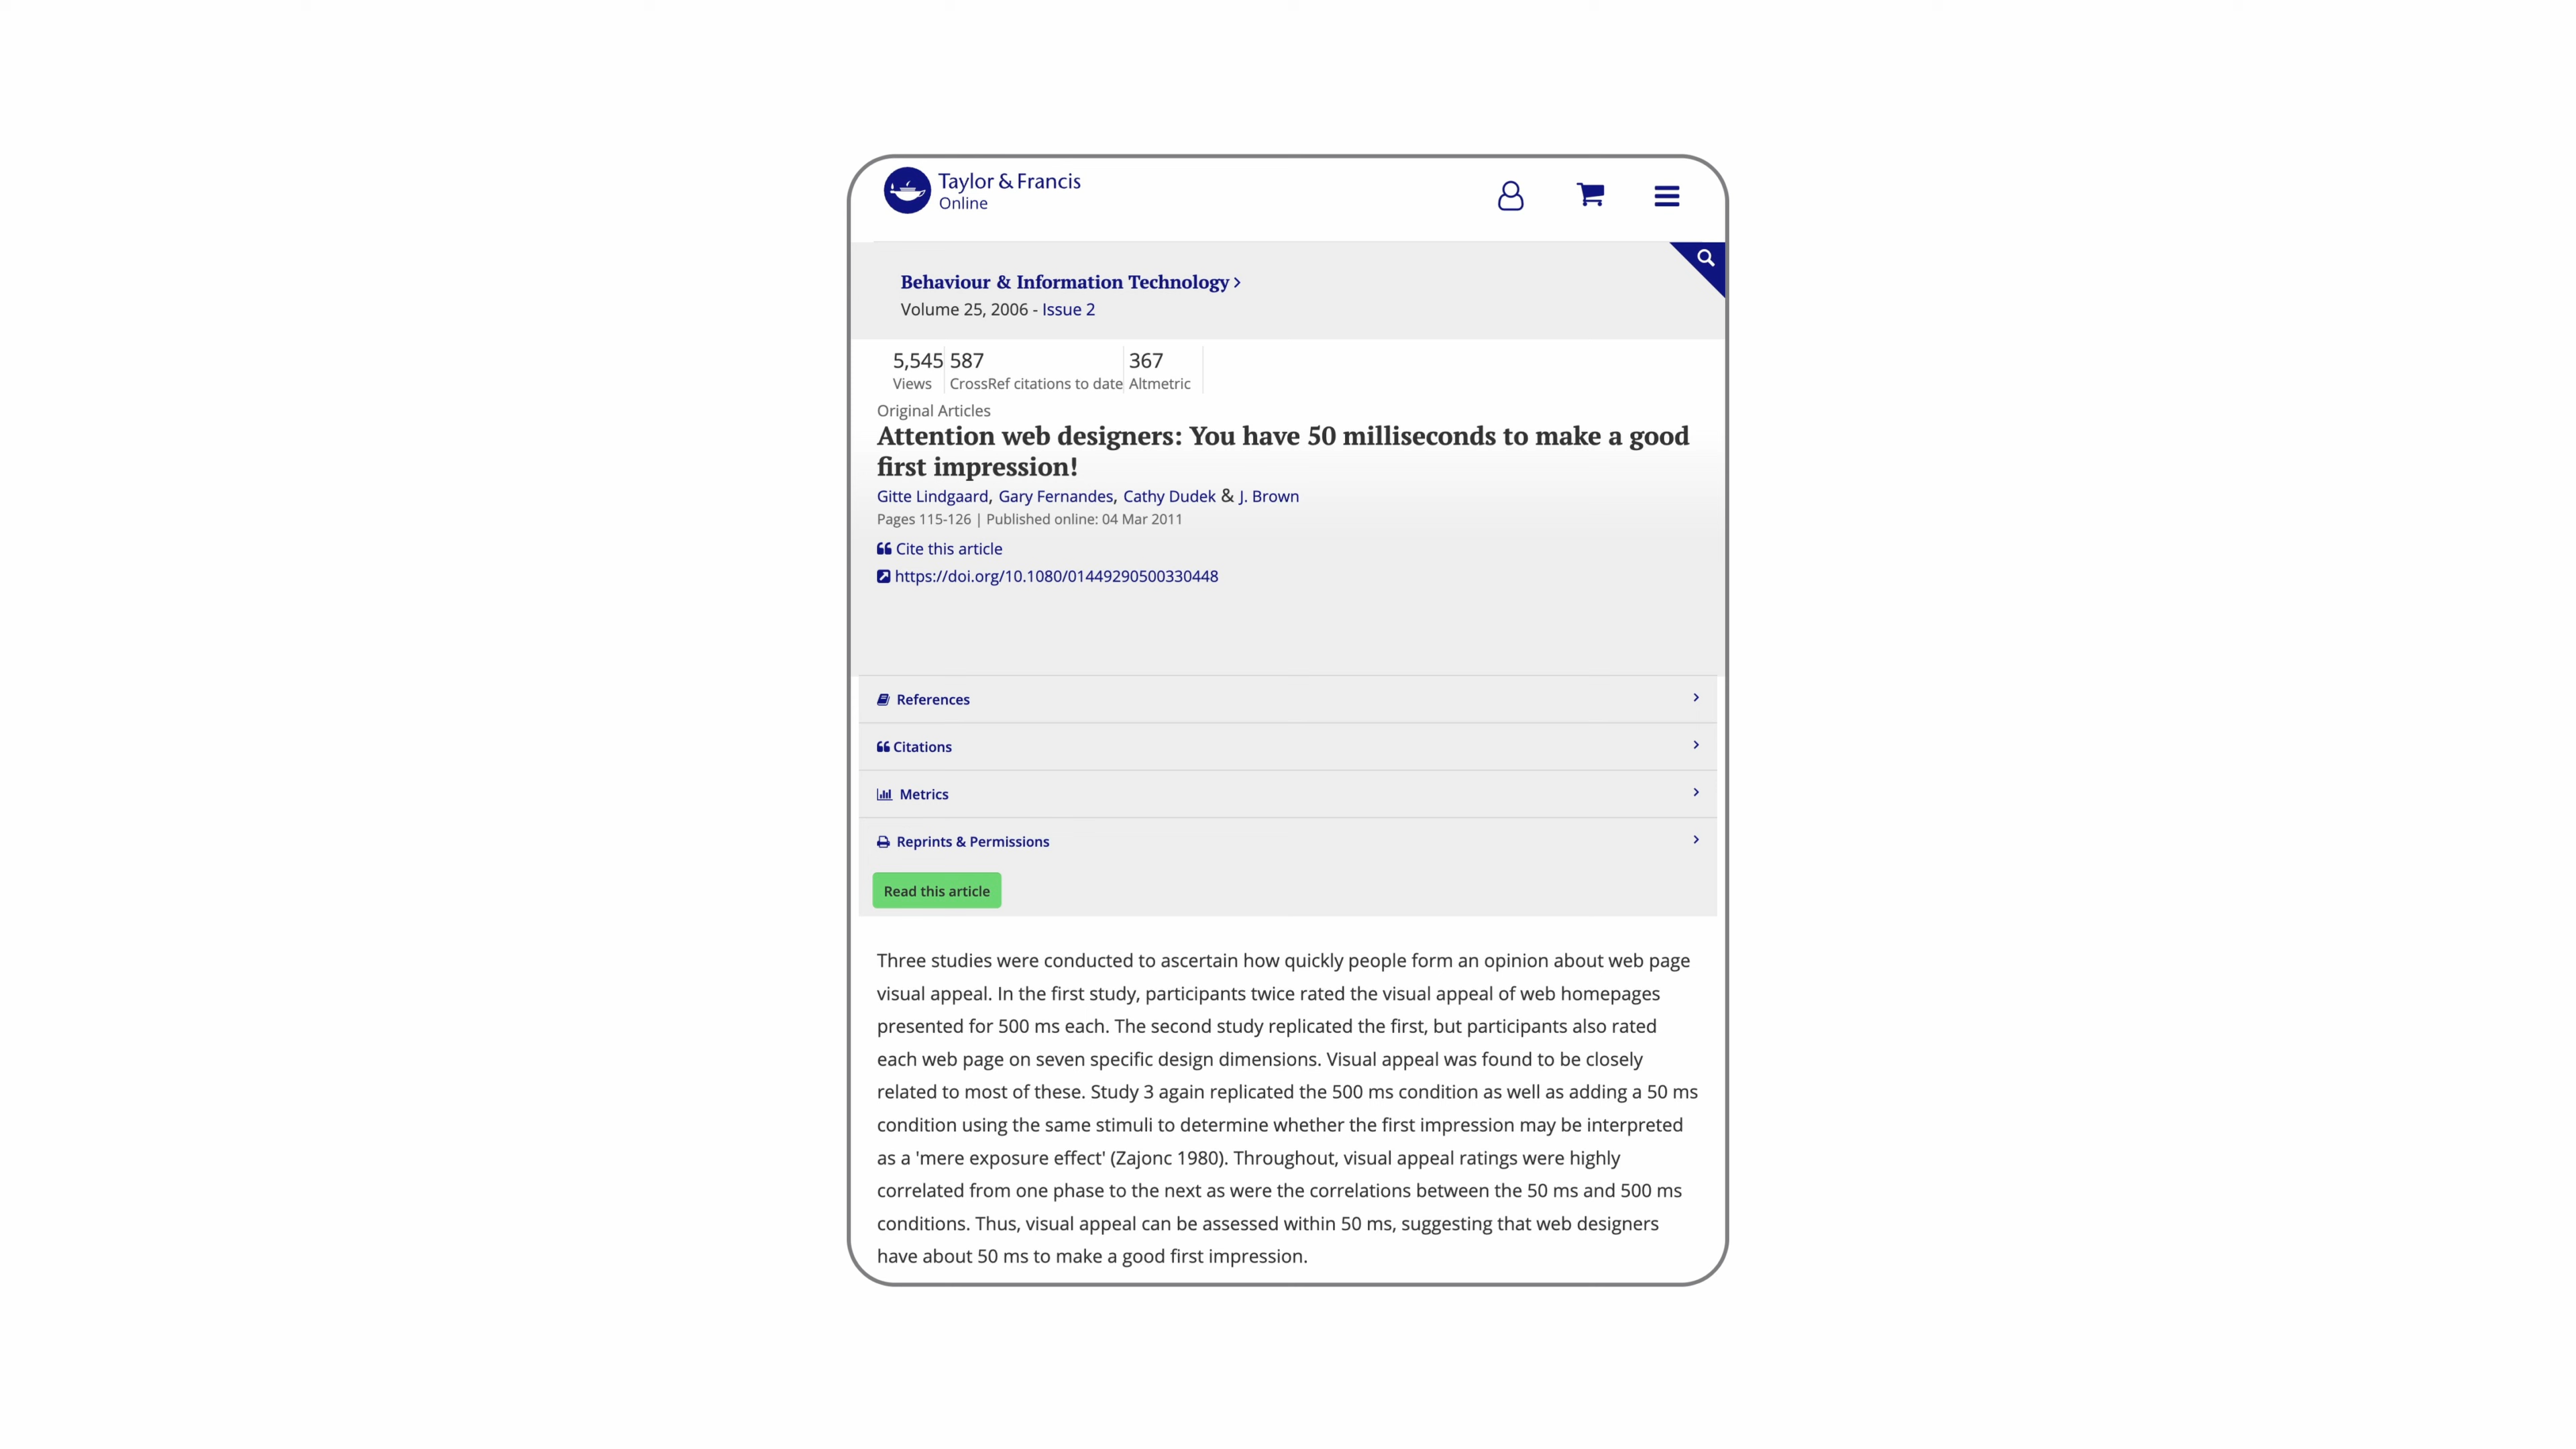 Taylor & Francis
Online
Behaviour & Information Technology
Volume 25, 2006 - Issue 2
5,545 587 367
Views CrossRef citations to date Altmetric
Original Articles
Attention web designers: You have 50 milliseconds to make a good
first impression!
Gitte Lindgaard, Gary Fernandes, Cathy Dudek & J. Brown
Pages 115-126 | Published online: 04 Mar 2011
Cite this article
https://doi.org/10.1080/01449290500330448
References
Citations
Metrics
Reprints & Permissions
Read this article
Three studies were conducted to ascertain how quickly people form an opinion about web page
visual appeal. In the first study, participants twice rated the visual appeal of web homepages
presented for 500 ms each. The second study replicated the first, but participants also rated
each web page on seven specific design dimensions. Visual appeal was found to be closely
related to most of these. Study 3 again replicated the 500 ms condition as well as adding a 50 ms
condition using the same stimuli to determine whether the first impression may be interpreted
as a 'mere exposure effect' (Zajonc 1980). Throughout, visual appeal ratings were highly
correlated from one phase to the next as were the correlations between the 50 ms and 500 ms
conditions. Thus, visual appeal can be assessed within 50 ms, suggesting that web designers
have about 50 ms to make a good first impression.